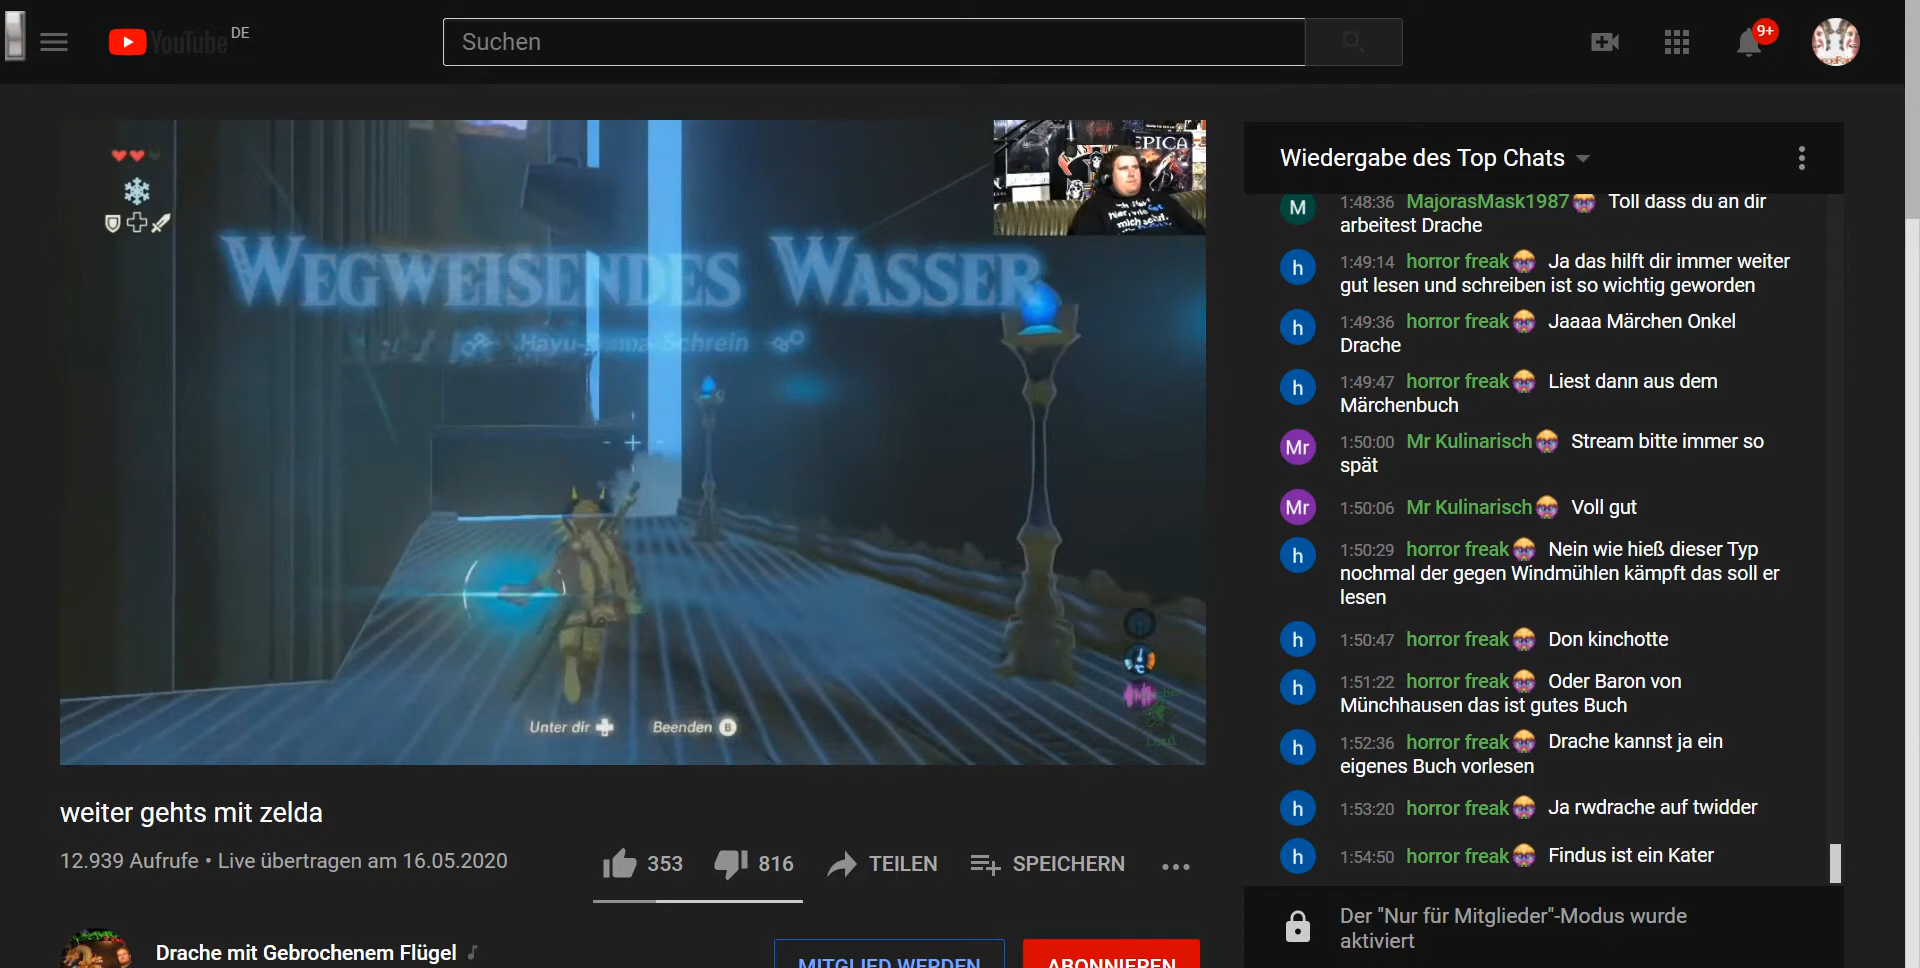 YouTube DE
Suchen
9+
EPICA
Wegweisendes Wasser
Unter dir
Beenden B
weiter gehts mit zelda
12.939 Aufrufe • Live übertragen am 16.05.2020
353
816
TEILEN
SPEICHERN
Drache mit Gebrochenem Flügel
MITGLIED WERDEN
ABONNIEREN
Wiedergabe des Top Chats
M
1:48:36 MajorasMask1987 Toll dass du an dir
arbeitest Drache
h
1:49:14 horror freak Ja das hilft dir immer weiter
gut lesen und schreiben ist so wichtig geworden
h
1:49:36 horror freak Jaaaa Märchen Onkel
Drache
h
1:49:47 horror freak Liest dann aus dem
Märchenbuch
Mr
1:50:00 Mr Kulinarisch Stream bitte immer so
spät
Mr
1:50:06 Mr Kulinarisch Voll gut
h
1:50:29 horror freak Nein wie hieß dieser Typ
nochmal der gegen Windmühlen kämpft das soll er
lesen
h
1:50:47 horror freak Don kinchotte
h
1:51:22 horror freak Oder Baron von
Münchhausen das ist gutes Buch
h
1:52:36 horror freak Drache kannst ja ein
eigenes Buch vorlesen
h
1:53:20 horror freak Ja rwdrache auf twidder
h
1:54:50 horror freak Findus ist ein Kater
Der "Nur für Mitglieder"-Modus wurde
aktiviert